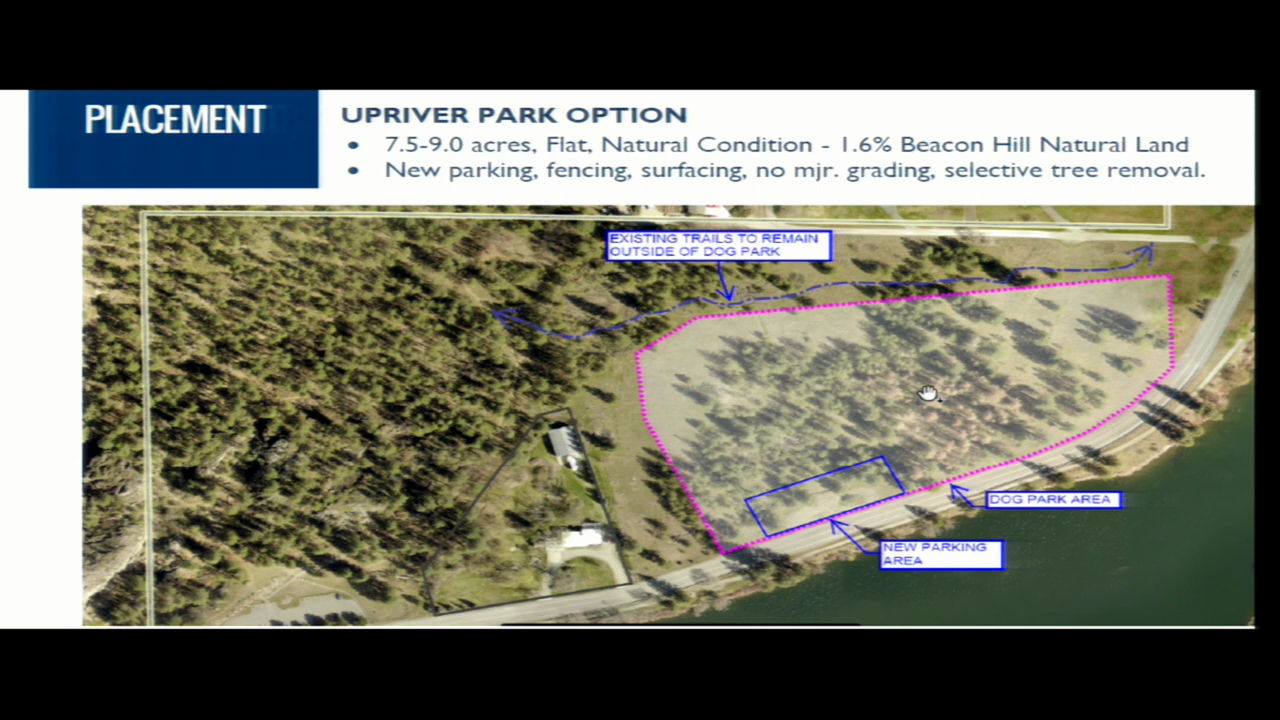 PLACEMENT
UPRIVER PARK OPTION
• 7.5-9.0 acres, Flat, Natural Condition - 1.6% Beacon Hill Natural Land
• New parking, fencing, surfacing, no mjr. grading, selective tree removal.
EXISTING TRAILS TO REMAIN
OUTSIDE OF DOG PARK
DOG PARK AREA
NEW PARKING
AREA